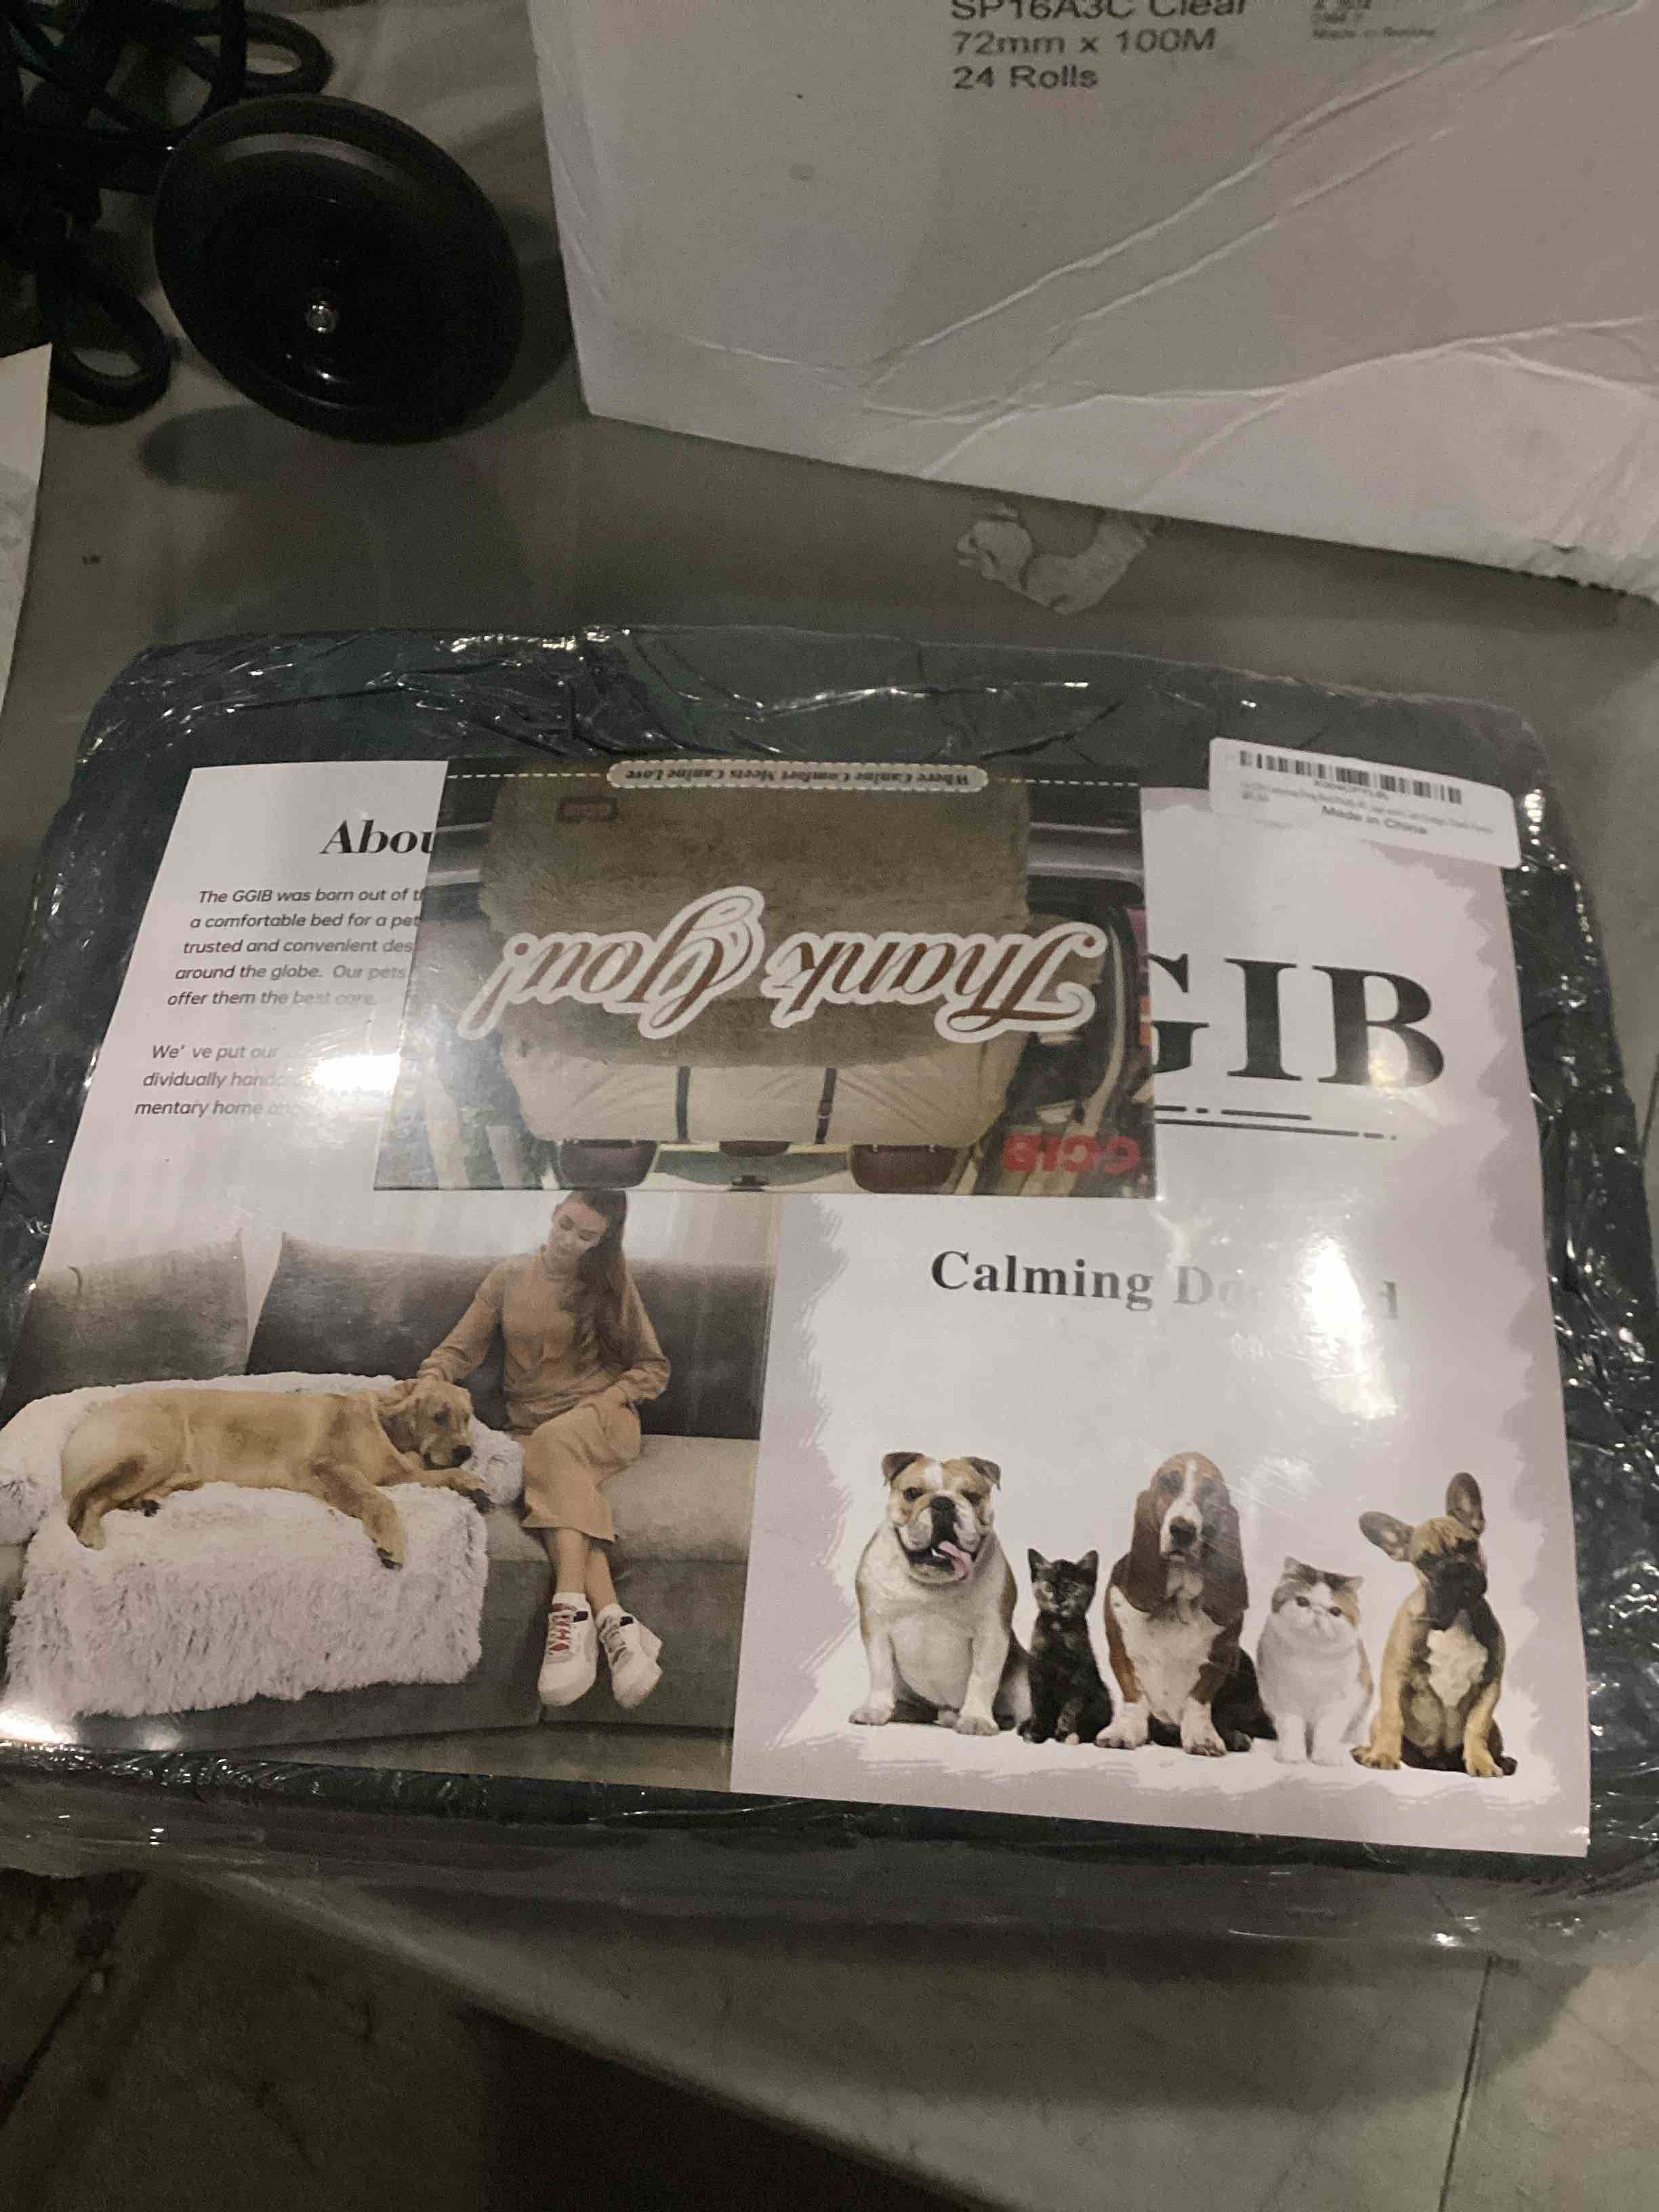 SP16A3C Clear
72mm x 100M
24 Rolls
Where Canine Comfort Meets Canine Love
Made in China
Abou
The GGIB was born out of t
a comfortable bed for a pet
trusted and convenient des
around the globe. Our pets
offer them the best care.
We' ve put our
dividually
mentary home
Thank You!
GGIB
GIB
Calming